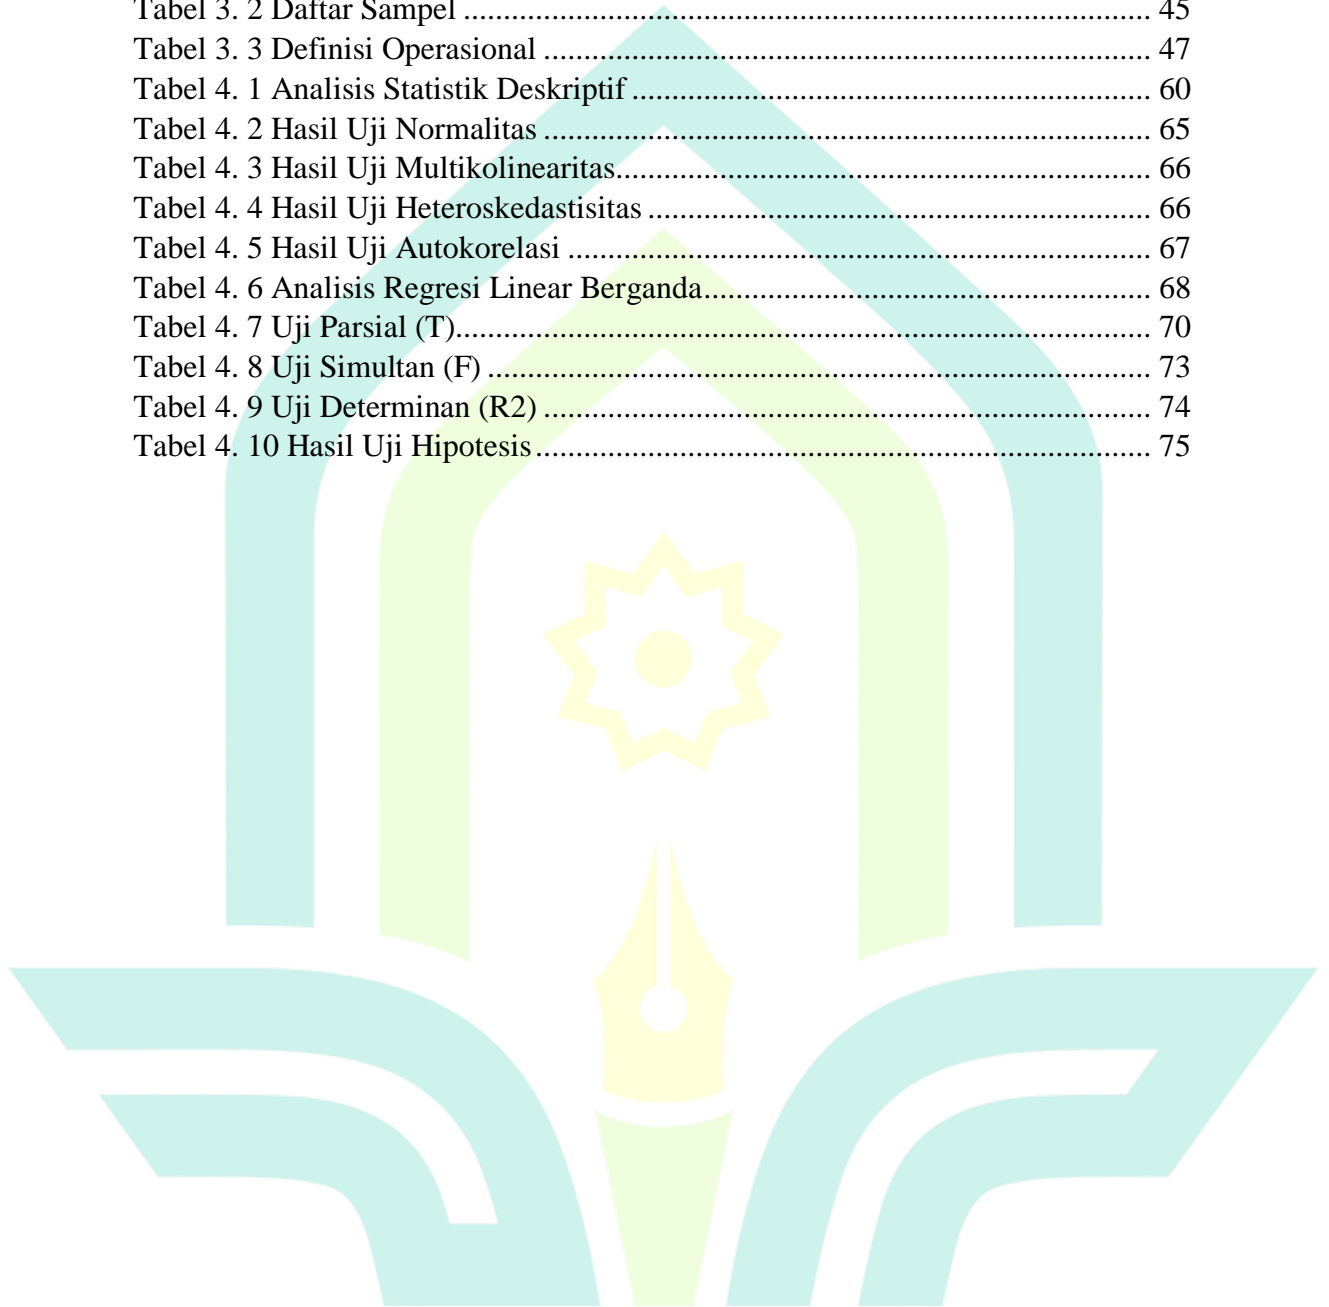 Tabel 3. 2 Daftar Sampel ........................................................................................ 45
Tabel 3. 3 Definisi Operasional .............................................................................. 47
Tabel 4. 1 Analisis Statistik Deskriptif ................................................................... 60
Tabel 4. 2 Hasil Uji Normalitas .............................................................................. 65
Tabel 4. 3 Hasil Uji Multikolinearitas..................................................................... 66
Tabel 4. 4 Hasil Uji Heteroskedastisitas ................................................................. 66
Tabel 4. 5 Hasil Uji Autokorelasi ........................................................................... 67
Tabel 4. 6 Analisis Regresi Linear Berganda.......................................................... 68
Tabel 4. 7 Uji Parsial (T)......................................................................................... 70
Tabel 4. 8 Uji Simultan (F) ..................................................................................... 73
Tabel 4. 9 Uji Determinan (R2) .............................................................................. 74
Tabel 4. 10 Hasil Uji Hipotesis ............................................................................... 75